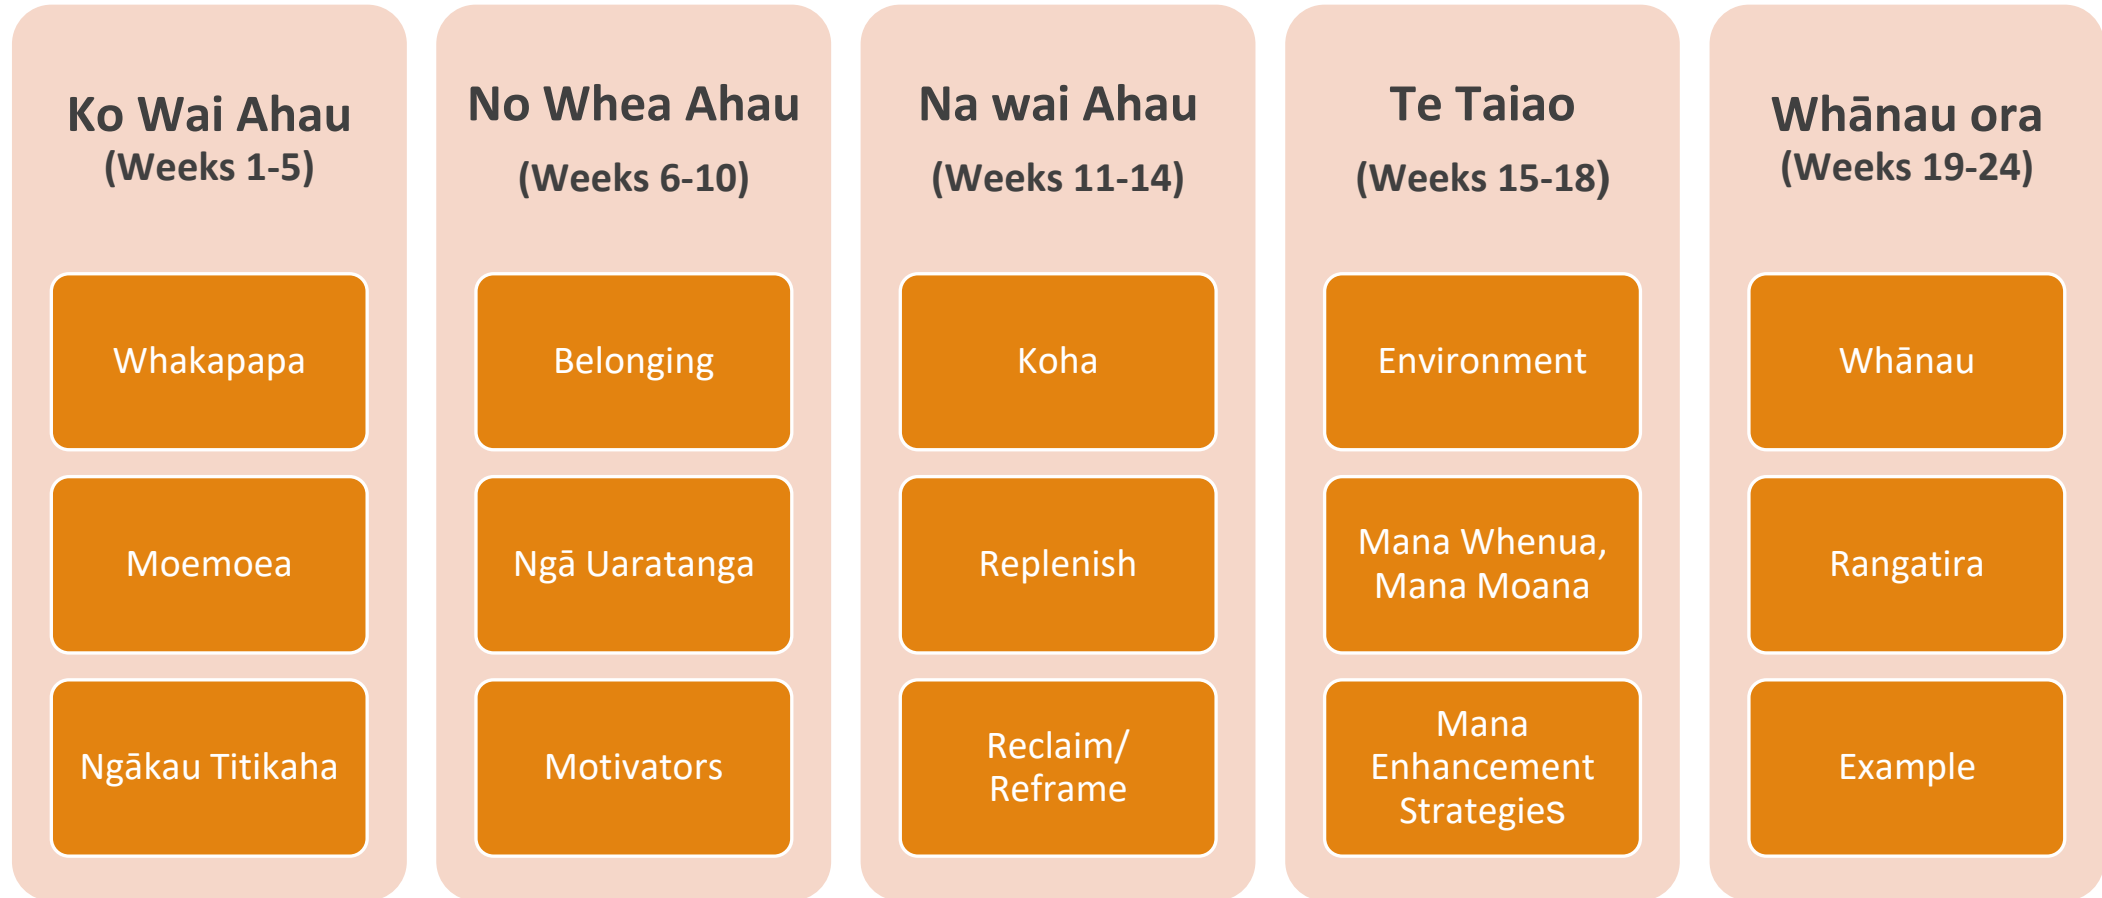 Ko Wai Ahau
(Weeks 1-5)
Whakapapa
Moemoea
Ngākau Titikaha
No Whea Ahau
(Weeks 6-10)
Belonging
Ngā Uaratanga
Motivators
Na wai Ahau
(Weeks 11-14)
Koha
Replenish
Reclaim/
Reframe
Te Taiao
(Weeks 15-18)
Environment
Mana Whenua,
Mana Moana
Mana
Enhancement
Strategies
Whānau ora
(Weeks 19-24)
Whānau
Rangatira
Example